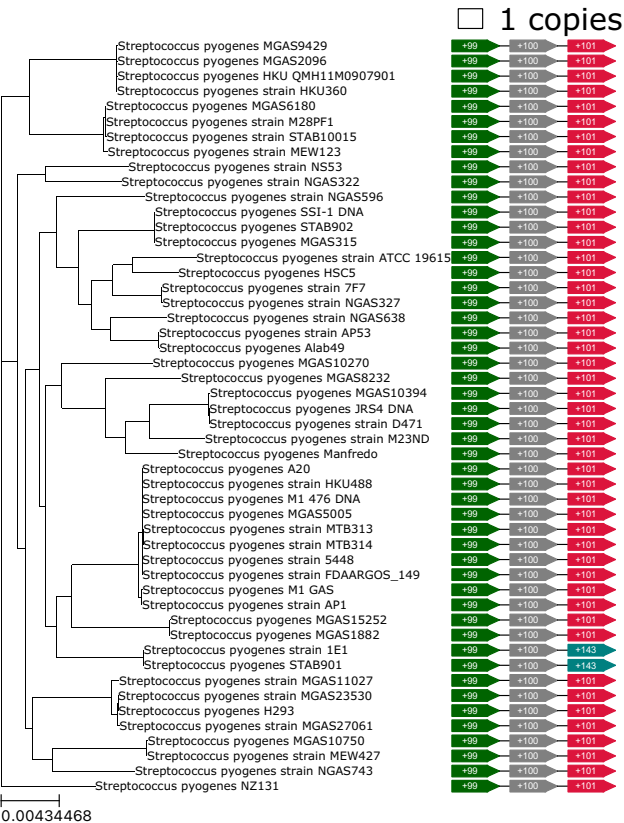 1 copies
Streptococcus pyogenes MGAS9429 +99 +100 +101
Streptococcus pyogenes MGAS2096 +99 +100 +101
Streptococcus pyogenes HKU QMH11M0907901 +99 +100 +101
Streptococcus pyogenes strain HKU360 +99 +100 +101
Streptococcus pyogenes MGAS6180 +99 +100 +101
Streptococcus pyogenes strain M28PF1 +99 +100 +101
Streptococcus pyogenes strain STAB10015 +99 +100 +101
Streptococcus pyogenes strain MEW123 +99 +100 +101
Streptococcus pyogenes strain NS53 +99 +100 +101
Streptococcus pyogenes strain NGAS322 +99 +100 +101
Streptococcus pyogenes strain NGAS596 +99 +100 +101
Streptococcus pyogenes SSI-1 DNA +99 +100 +101
Streptococcus pyogenes STAB902 +99 +100 +101
Streptococcus pyogenes MGAS315 +99 +100 +101
Streptococcus pyogenes strain ATCC 19615 +99 +100 +101
Streptococcus pyogenes HSC5 +99 +100 +101
Streptococcus pyogenes strain 7F7 +99 +100 +101
Streptococcus pyogenes strain NGAS327 +99 +100 +101
Streptococcus pyogenes strain NGAS638 +99 +100 +101
Streptococcus pyogenes strain AP53 +99 +100 +101
Streptococcus pyogenes Alab49 +99 +100 +101
Streptococcus pyogenes MGAS10270 +99 +100 +101
Streptococcus pyogenes MGAS8232 +99 +100 +101
Streptococcus pyogenes MGAS10394 +99 +100 +101
Streptococcus pyogenes JRS4 DNA +99 +100 +101
Streptococcus pyogenes strain D471 +99 +100 +101
Streptococcus pyogenes strain M23ND +99 +100 +101
Streptococcus pyogenes Manfredo +99 +100 +101
Streptococcus pyogenes A20 +99 +100 +101
Streptococcus pyogenes strain HKU488 +99 +100 +101
Streptococcus pyogenes M1 476 DNA +99 +100 +101
Streptococcus pyogenes MGAS5005 +99 +100 +101
Streptococcus pyogenes strain MTB313 +99 +100 +101
Streptococcus pyogenes strain MTB314 +99 +100 +101
Streptococcus pyogenes strain 5448 +99 +100 +101
Streptococcus pyogenes strain FDAARGOS_149 +99 +100 +101
Streptococcus pyogenes M1 GAS +99 +100 +101
Streptococcus pyogenes strain AP1 +99 +100 +101
Streptococcus pyogenes MGAS15252 +99 +100 +101
Streptococcus pyogenes MGAS1882 +99 +100 +101
Streptococcus pyogenes strain 1E1 +99 +100 +143
Streptococcus pyogenes STAB901 +99 +100 +143
Streptococcus pyogenes strain MGAS11027 +99 +100 +101
Streptococcus pyogenes strain MGAS23530 +99 +100 +101
Streptococcus pyogenes H293 +99 +100 +101
Streptococcus pyogenes strain MGAS27061 +99 +100 +101
Streptococcus pyogenes MGAS10750 +99 +100 +101
Streptococcus pyogenes strain MEW427 +99 +100 +101
Streptococcus pyogenes strain NGAS743 +99 +100 +101
Streptococcus pyogenes NZ131 +99 +100 +101
0.00434468